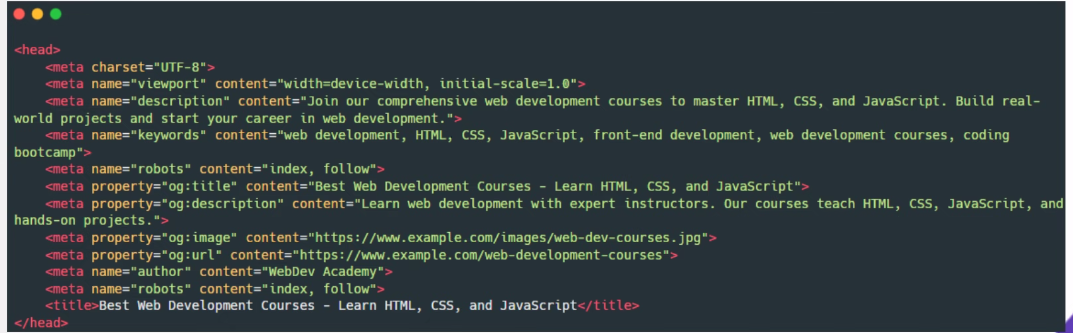 <head>
<meta charset="UTF-8">
<meta name="viewport" content="width=device-width, initial-scale=1.0">
<meta name="description" content="Join our comprehensive web development courses to master HTML, CSS, and JavaScript. Build real-
world projects and start your career in web development.">
<meta name="keywords" content="web development, HTML, CSS, JavaScript, front-end development, web development courses, coding
bootcamp">
<meta name="robots" content="index, follow">
<meta property="og:title" content="Best Web Development Courses - Learn HTML, CSS, and JavaScript">
<meta property="og:description" content="Learn web development with expert instructors. Our courses teach HTML, CSS, JavaScript, and
hands-on projects.">
<meta property="og:image" content="https://www.example.com/images/web-dev-courses.jpg">
<meta property="og:url" content="https://www.example.com/web-development-courses">
<meta name="author" content="WebDev Academy">
<meta name="robots" content="index, follow">
<title>Best Web Development Courses - Learn HTML, CSS, and JavaScript</title>
</head>